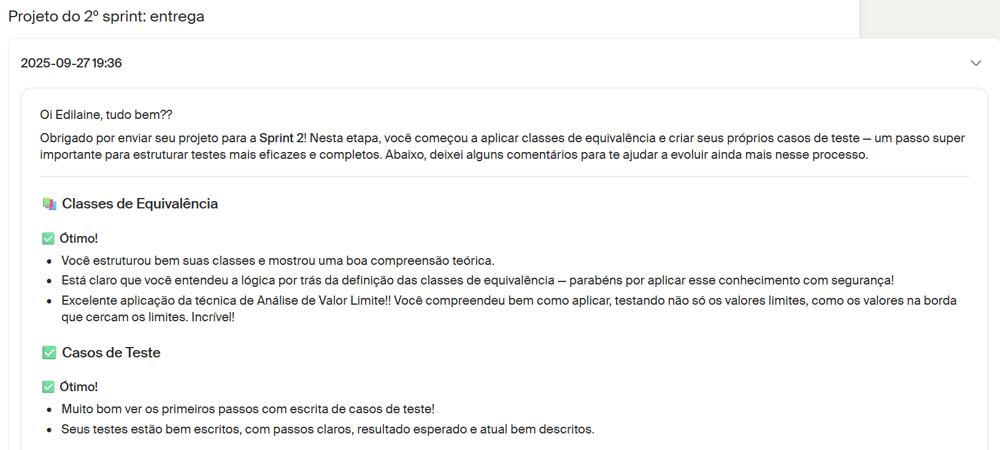 Projeto do 2º sprint: entrega
2025-09-27 19:36
Oi Edilaine, tudo bem??
Obrigado por enviar seu projeto para a Sprint 2! Nesta etapa, você começou a aplicar classes de equivalência e criar seus próprios casos de teste — um passo super
importante para estruturar testes mais eficazes e completos. Abaixo, deixei alguns comentários para te ajudar a evoluir ainda mais nesse processo.
📚 Classes de Equivalência
✅ Ótimo!
• Você estruturou bem suas classes e mostrou uma boa compreensão teórica.
• Está claro que você entendeu a lógica por trás da definição das classes de equivalência — parabéns por aplicar esse conhecimento com segurança!
• Excelente aplicação da técnica de Análise de Valor Limite!! Você compreendeu bem como aplicar, testando não só os valores limites, como os valores na borda
que cercam os limites. Incrível!
✅ Casos de Teste
✅ Ótimo!
• Muito bom ver os primeiros passos com escrita de casos de teste!
• Seus testes estão bem escritos, com passos claros, resultado esperado e atual bem descritos.